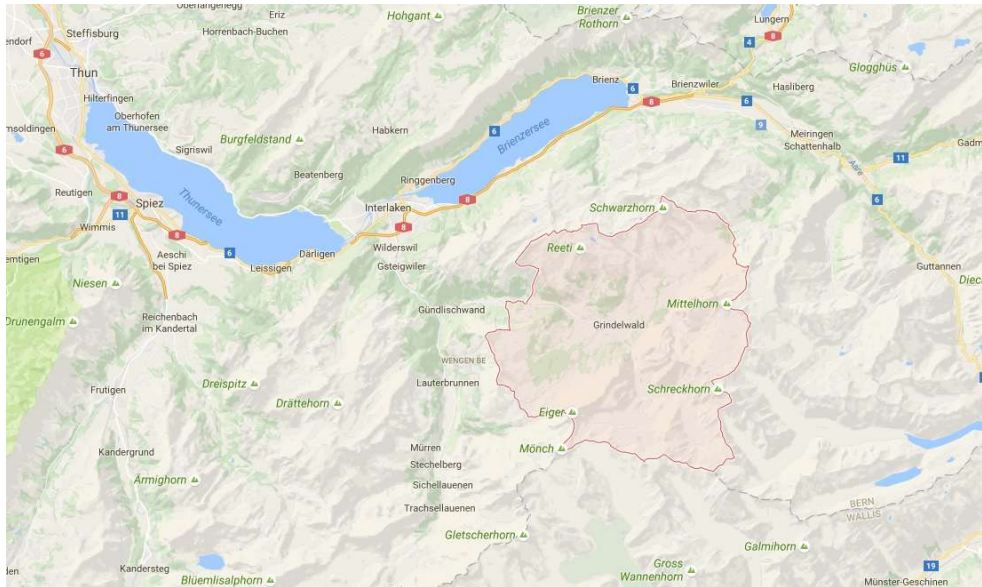 Eriz
Hohgant
Brienzer
Rothorn
Lungern
Steffisburg
Horrenbach-Buchen
4
8
6
Glogghüs
Thun
Brienz
Brienzwiler
Hasliberg
Hilterfingen
6
8
6
Oberhofen
am Thunersee
Habkern
6
Brienzersee
9
Meiringen
Schattenhalb
Burgfeldstand
Sigriswil
6
11
Beatenberg
Ringgenberg
Aare
Reutigen
8
Spiez
Thunersee
Interlaken
8
Schwarzhorn
6
11
8
8
Wimmis
Wilderswil
Aeschi
bei Spiez
6
Därligen
Leissigen
Gsteigwiler
Reeti
Guttannen
Niesen
Mittelhorn
Gündlischwand
Reichenbach
im Kandertal
Drunengalm
Grindelwald
WENGEN BE
Frutigen
Dreispitz
Lauterbrunnen
Schreckhorn
Drättehorn
Eiger
Mönch
Mürren
Kandergrund
Stechelberg
Armighorn
Sichellauenen
Trachsellauenen
BERN
WALLIS
Gletscherhorn
Galmihorn
Kandersteg
Gross
Wannenhorn
19
Blüemlisalphorn
Münster-Geschinen